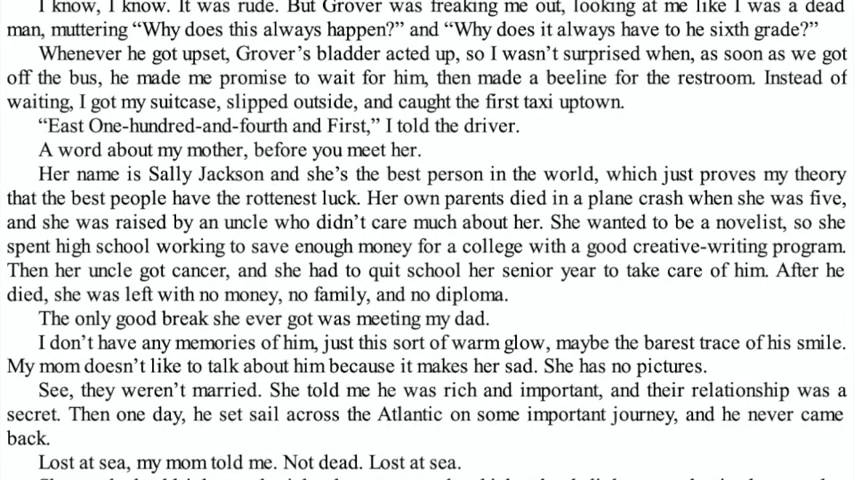 I know, I know. It was rude. But Grover was freaking me out, looking at me like I was a dead
man, muttering “Why does this always happen?” and “Why does it always have to he sixth grade?”
Whenever he got upset, Grover’s bladder acted up, so I wasn’t surprised when, as soon as we got
off the bus, he made me promise to wait for him, then made a beeline for the restroom. Instead of
waiting, I got my suitcase, slipped outside, and caught the first taxi uptown.
“East One-hundred-and-fourth and First,” I told the driver.
A word about my mother, before you meet her.
Her name is Sally Jackson and she’s the best person in the world, which just proves my theory
that the best people have the rottenest luck. Her own parents died in a plane crash when she was five,
and she was raised by an uncle who didn’t care much about her. She wanted to be a novelist, so she
spent high school working to save enough money for a college with a good creative-writing program.
Then her uncle got cancer, and she had to quit school her senior year to take care of him. After he
died, she was left with no money, no family, and no diploma.
The only good break she ever got was meeting my dad.
I don’t have any memories of him, just this sort of warm glow, maybe the barest trace of his smile.
My mom doesn’t like to talk about him because it makes her sad. She has no pictures.
See, they weren’t married. She told me he was rich and important, and their relationship was a
secret. Then one day, he set sail across the Atlantic on some important journey, and he never came
back.
Lost at sea, my mom told me. Not dead. Lost at sea.